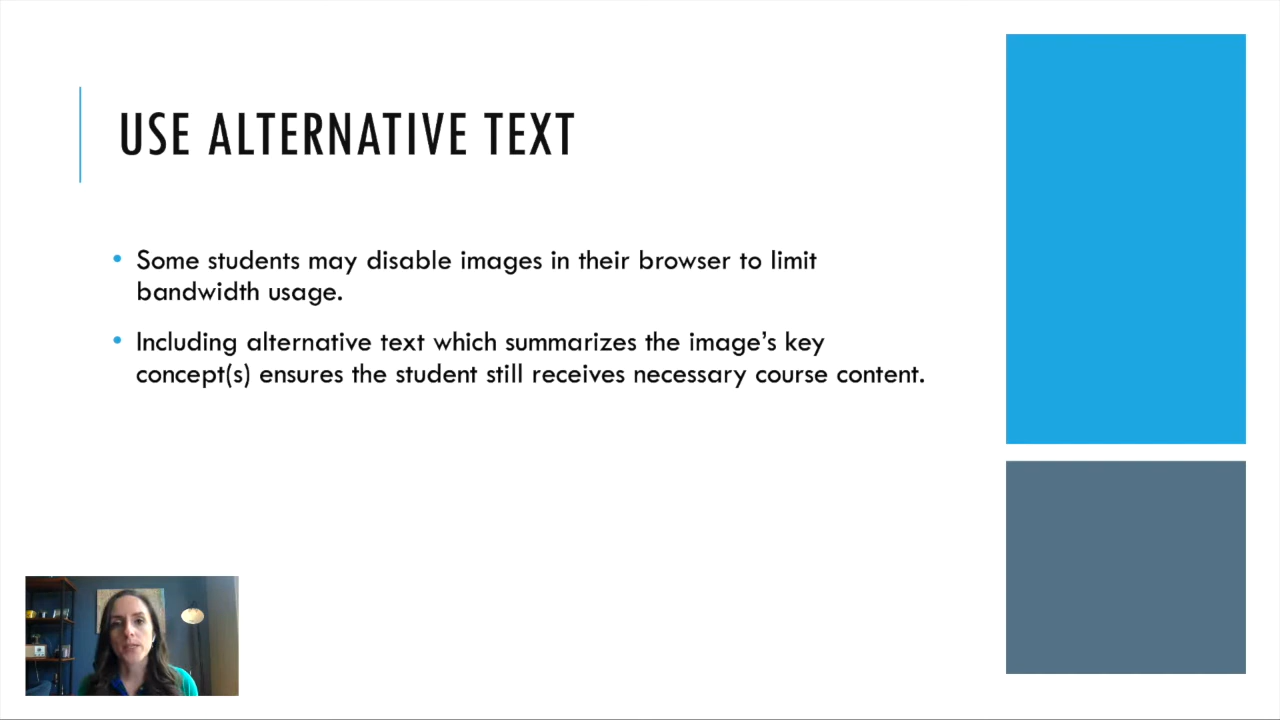 USE ALTERNATIVE TEXT
• Some students may disable images in their browser to limit
bandwidth usage.
• Including alternative text which summarizes the image’s key
concept(s) ensures the student still receives necessary course content.